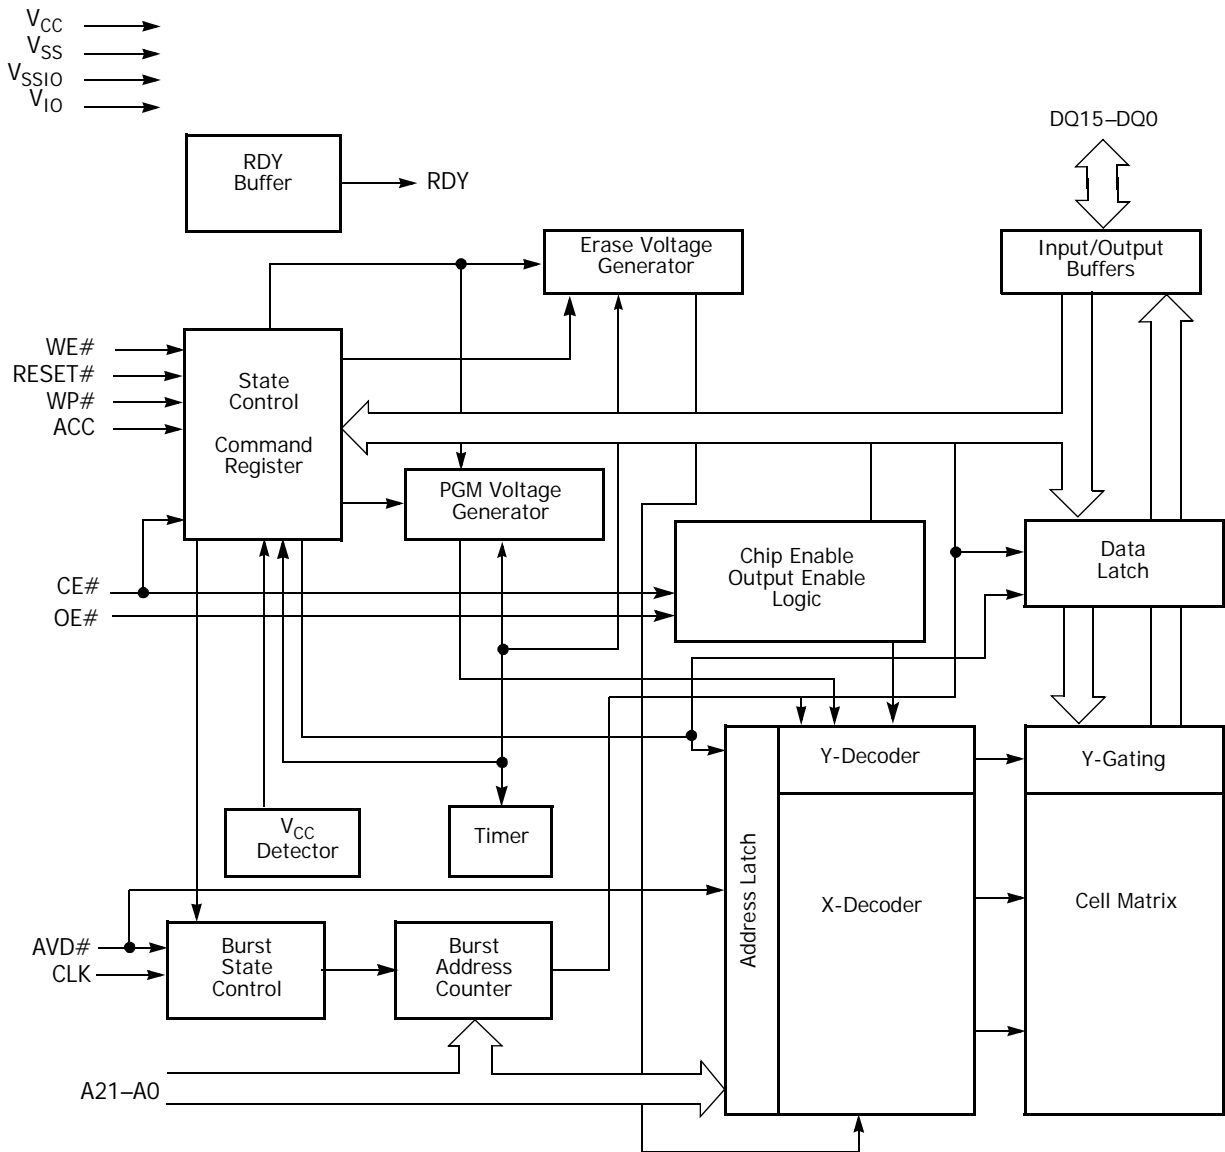 VCC
VSS
VSSIO
VIO
DQ15–DQ0
RDY
Buffer
RDY
Erase Voltage
Generator
Input/Output
Buffers
WE#
RESET#
WP#
ACC
State
Control
Command
Register
PGM Voltage
Generator
Chip Enable
Output Enable
Logic
Data
Latch
CE#
OE#
Y-Decoder
Y-Gating
VCC
Detector
Timer
Address Latch
X-Decoder
Cell Matrix
AVD#
CLK
Burst
State
Control
Burst
Address
Counter
A21–A0